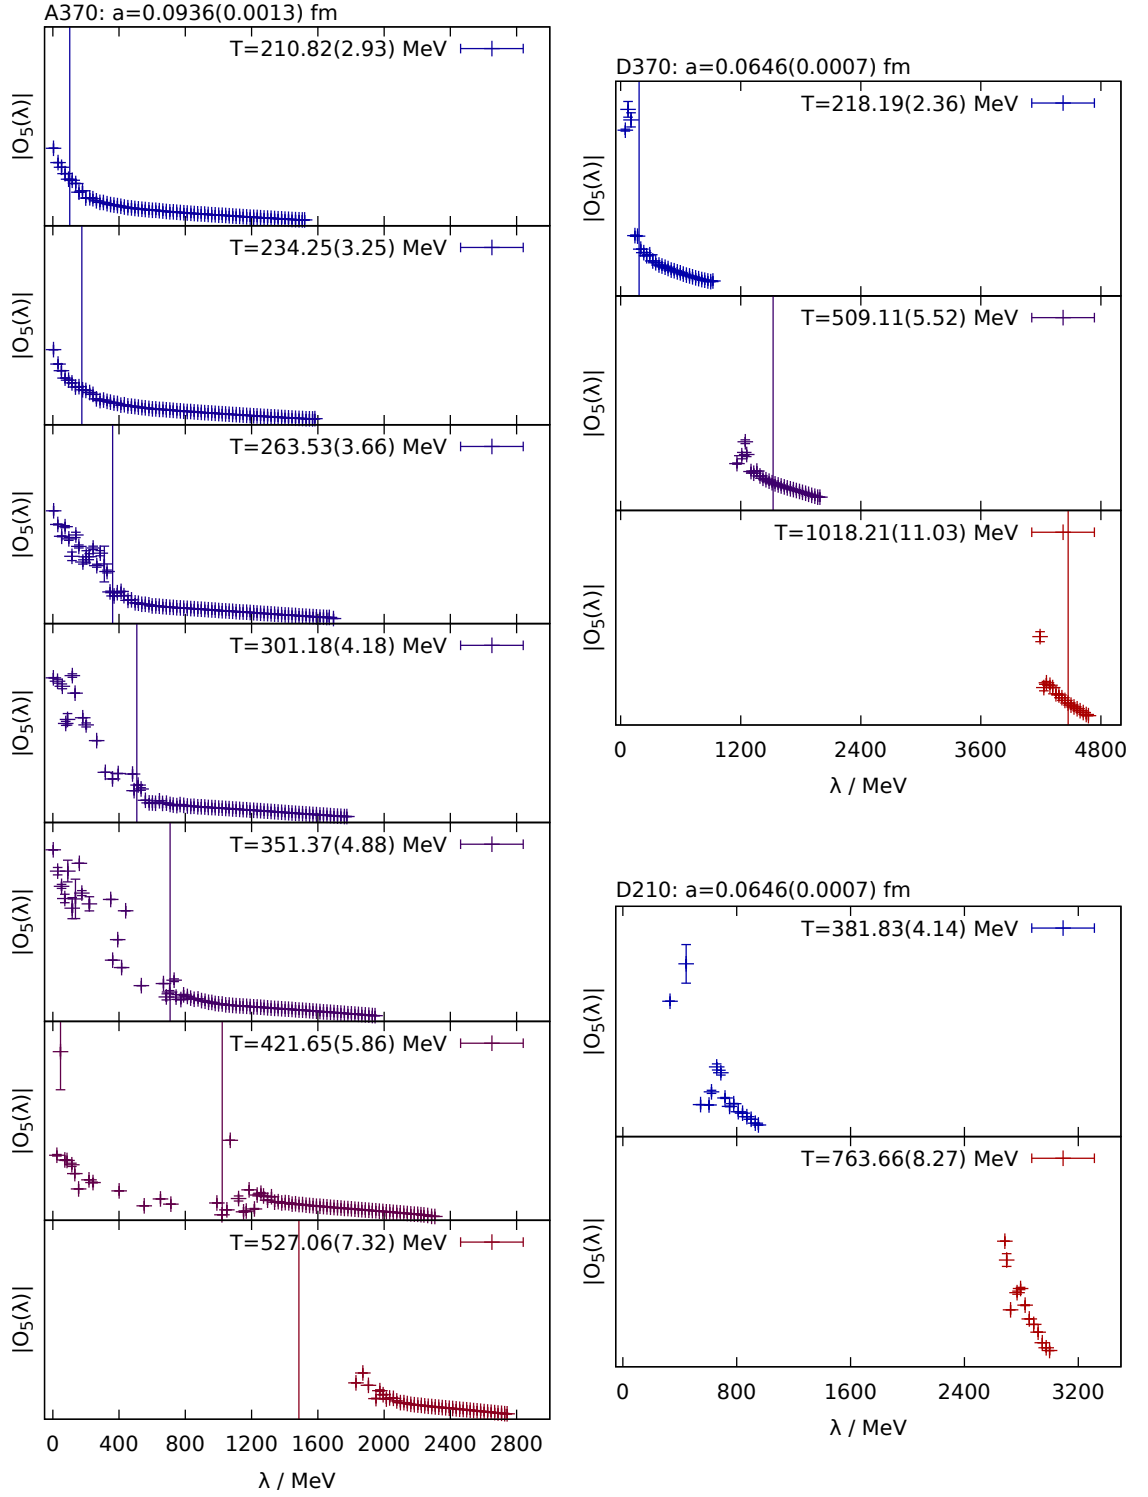 A370: a=0.0936(0.0013) fm
T=210.82(2.93) MeV
|O₅(λ)|
T=234.25(3.25) MeV
|O₅(λ)|
T=263.53(3.66) MeV
|O₅(λ)|
T=301.18(4.18) MeV
|O₅(λ)|
T=351.37(4.88) MeV
|O₅(λ)|
T=421.65(5.86) MeV
|O₅(λ)|
T=527.06(7.32) MeV
|O₅(λ)|
0 400 800 1200 1600 2000 2400 2800
λ / MeV
D370: a=0.0646(0.0007) fm
T=218.19(2.36) MeV
|O₅(λ)|
T=509.11(5.52) MeV
|O₅(λ)|
T=1018.21(11.03) MeV
|O₅(λ)|
0 1200 2400 3600 4800
λ / MeV
D210: a=0.0646(0.0007) fm
T=381.83(4.14) MeV
|O₅(λ)|
T=763.66(8.27) MeV
|O₅(λ)|
0 800 1600 2400 3200
λ / MeV